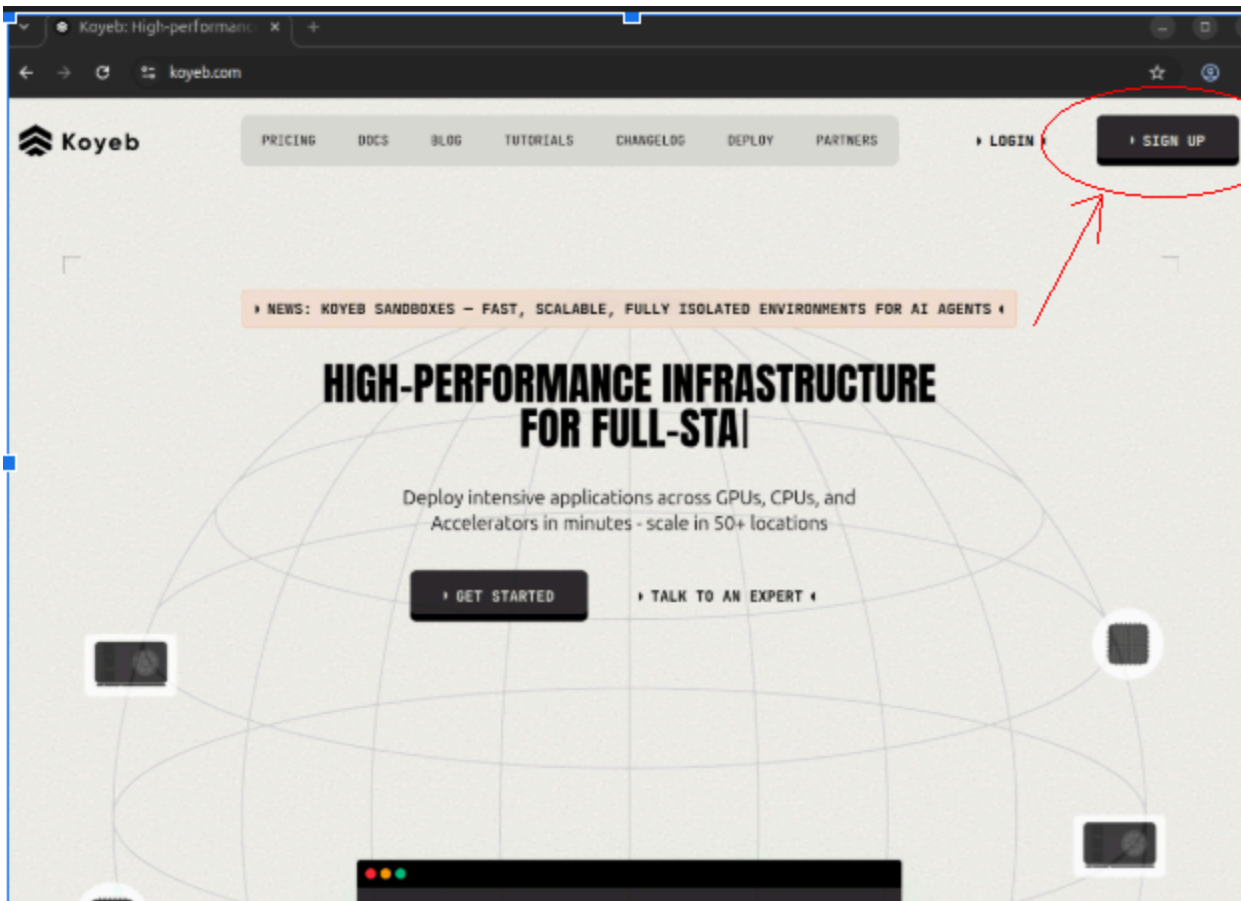 Koyeb: High-performanc
koyeb.com
Koyeb
PRICING DOCS BLOG TUTORIALS CHANGELOG DEPLOY PARTNERS LOGIN SIGN UP
NEWS: KOYEB SANDBOXES — FAST, SCALABLE, FULLY ISOLATED ENVIRONMENTS FOR AI AGENTS
HIGH-PERFORMANCE INFRASTRUCTURE
FOR FULL-STA
Deploy intensive applications across GPUs, CPUs, and
Accelerators in minutes - scale in 50+ locations
GET STARTED TALK TO AN EXPERT